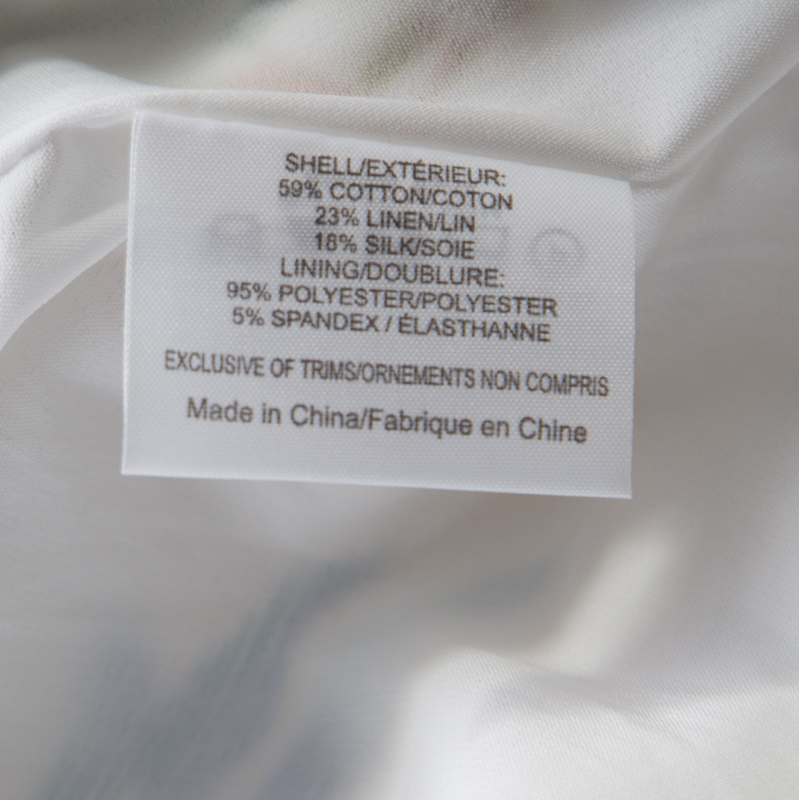 SHELL/EXTÉRIEUR:
59% COTTON/COTON
23% LINEN/LIN
18% SILK/SOIE
LINING/DOUBLURE:
95% POLYESTER/POLYESTER
5% SPANDEX / ÉLASTHANNE
EXCLUSIVE OF TRIMS/ORNEMENTS NON COMPRIS
Made in China/Fabrique en Chine